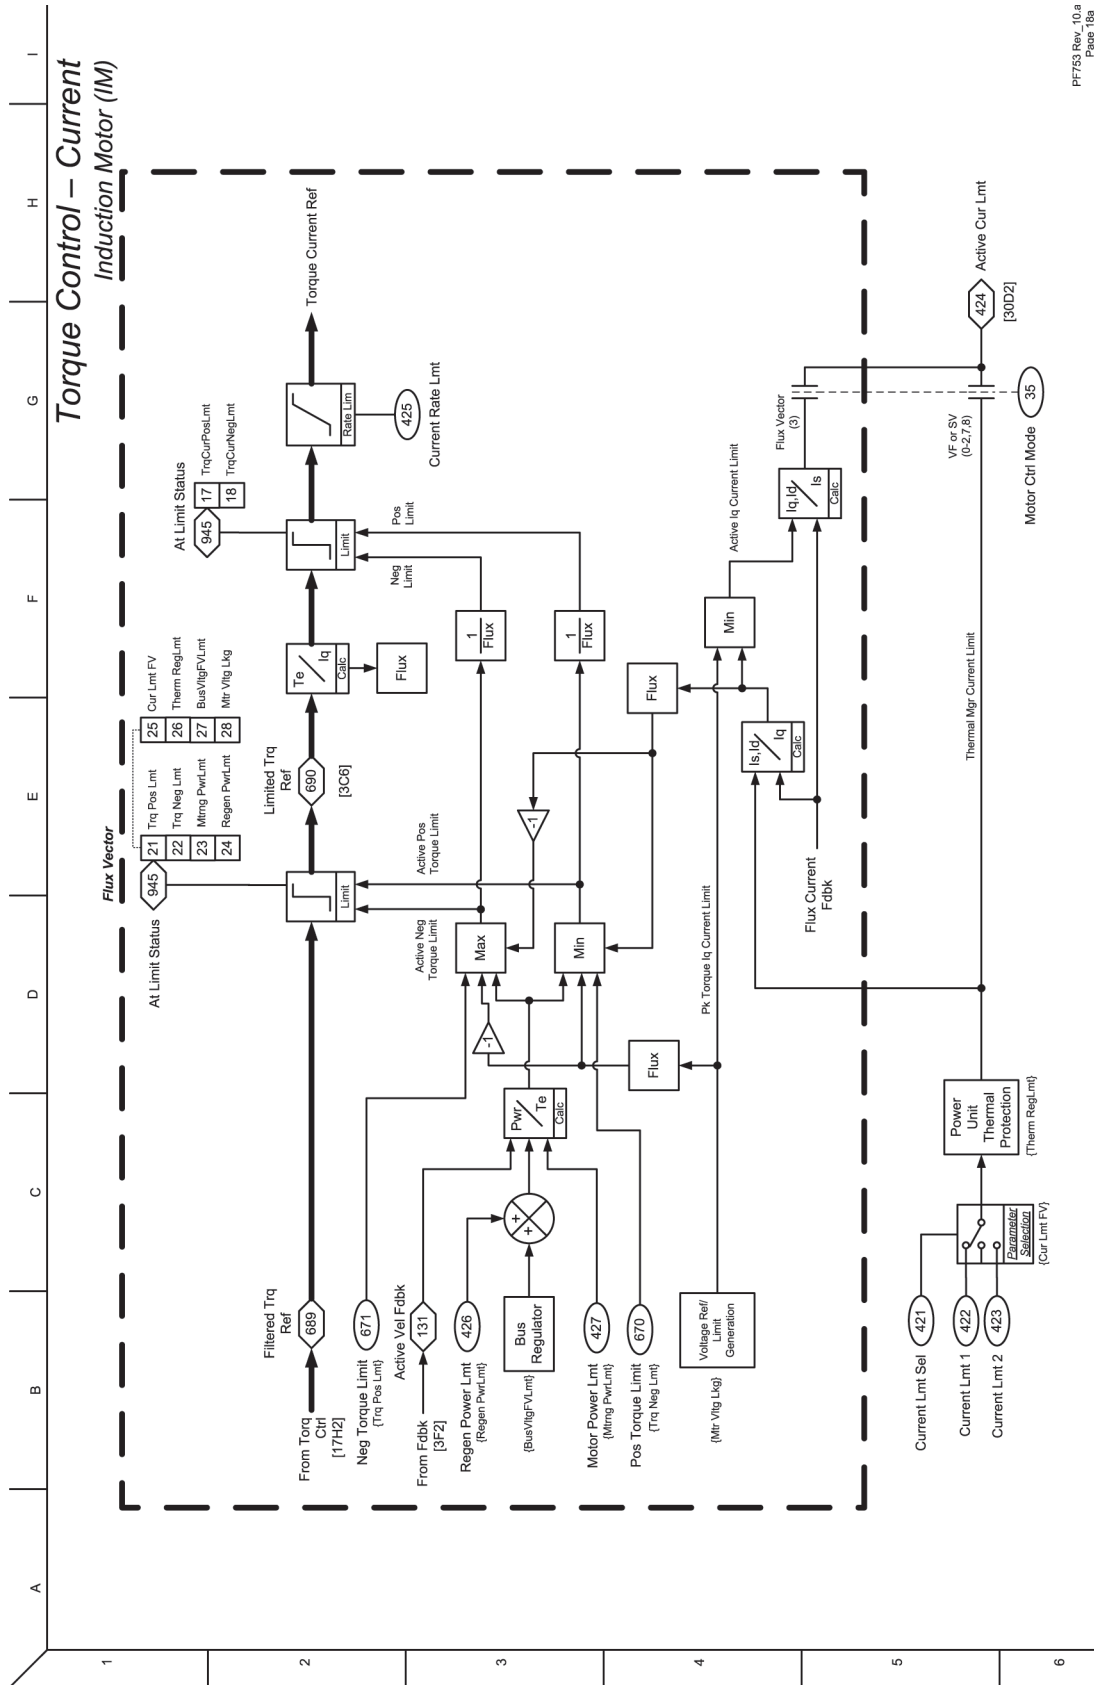 Torque Control – Current
Induction Motor (IM)
A
B
C
D
E
F
G
H
I
1
2
3
4
5
6
Flux Vector
At Limit Status
945
21 Trq Pos Lmt
22 Trq Neg Lmt
23 Mtrng PwrLmt
24 Regen PwrLmt
25 Cur Lmt FV
26 Therm RegLmt
27 BusVltgFVLmt
28 Mtr Vltg Lkg
At Limit Status
945
17 TrqCurPosLmt
18 TrqCurNegLmt
From Torq
Ctrl
[17H2]
Filtered Trq
Ref
689
Limit
Limited Trq
Ref
690
[3C6]
Te
Iq
Calc
Flux
Limit
Rate Lim
Torque Current Ref
425
Current Rate Lmt
Neg Torque Limit
{Trq Pos Lmt}
671
Active Vel Fdbk
From Fdbk
[3F2]
131
Regen Power Lmt
{Regen PwrLmt}
426
Bus
Regulator
{BusVltgFVLmt}
+
+
Pwr
Te
Calc
Motor Power Lmt
{Mtrng PwrLmt}
427
Pos Torque Limit
{Trq Neg Lmt}
670
Voltage Ref/
Limit
Generation
{Mtr Vltg Lkg}
-1
Flux
Max
Min
Active Neg
Torque Limit
Active Pos
Torque Limit
-1
1
Flux
1
Flux
Neg
Limit
Pos
Limit
Flux
Pk Torque Iq Current Limit
Min
Active Iq Current Limit
Is,Id
Iq
Calc
Iq,Id
Is
Calc
Flux Current
Fdbk
Flux Vector
(3)
Thermal Mgr Current Limit
VF or SV
(0-2,7,8)
Active Cur Lmt
424
[30D2]
35
Motor Ctrl Mode
Current Lmt Sel
421
Current Lmt 1
422
Current Lmt 2
423
Parameter
Selection
{Cur Lmt FV}
Power
Unit
Thermal
Protection
{Therm RegLmt}
PF753 Rev_10.a
Page 18a